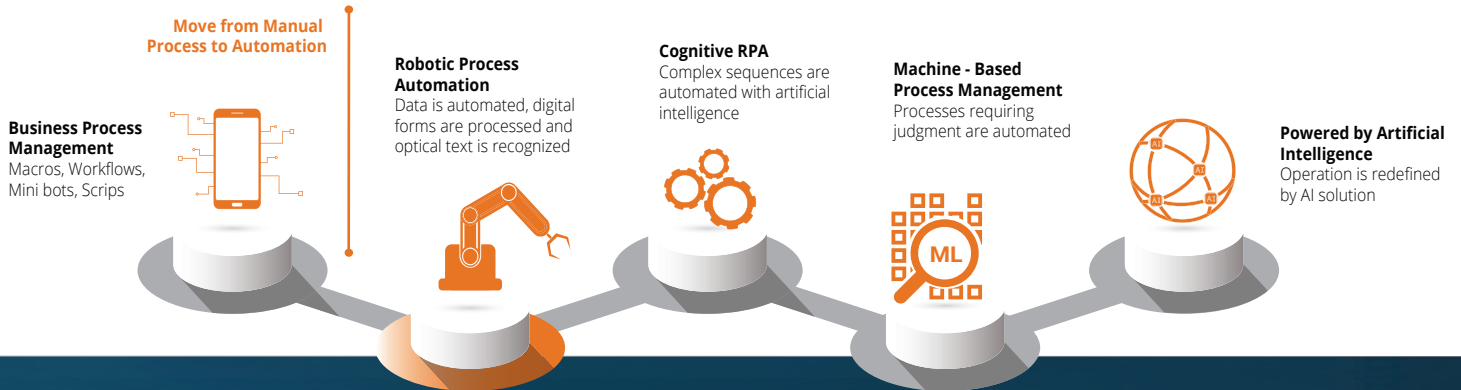 Move from Manual
Process to Automation
Business Process
Management
Macros, Workflows,
Mini bots, Scrips
Robotic Process
Automation
Data is automated, digital
forms are processed and
optical text is recognized
Cognitive RPA
Complex sequences are
automated with artificial
intelligence
Machine - Based
Process Management
Processes requiring
judgment are automated
ML
Powered by Artificial
Intelligence
Operation is redefined
by AI solution
AI
AI
AI
AI